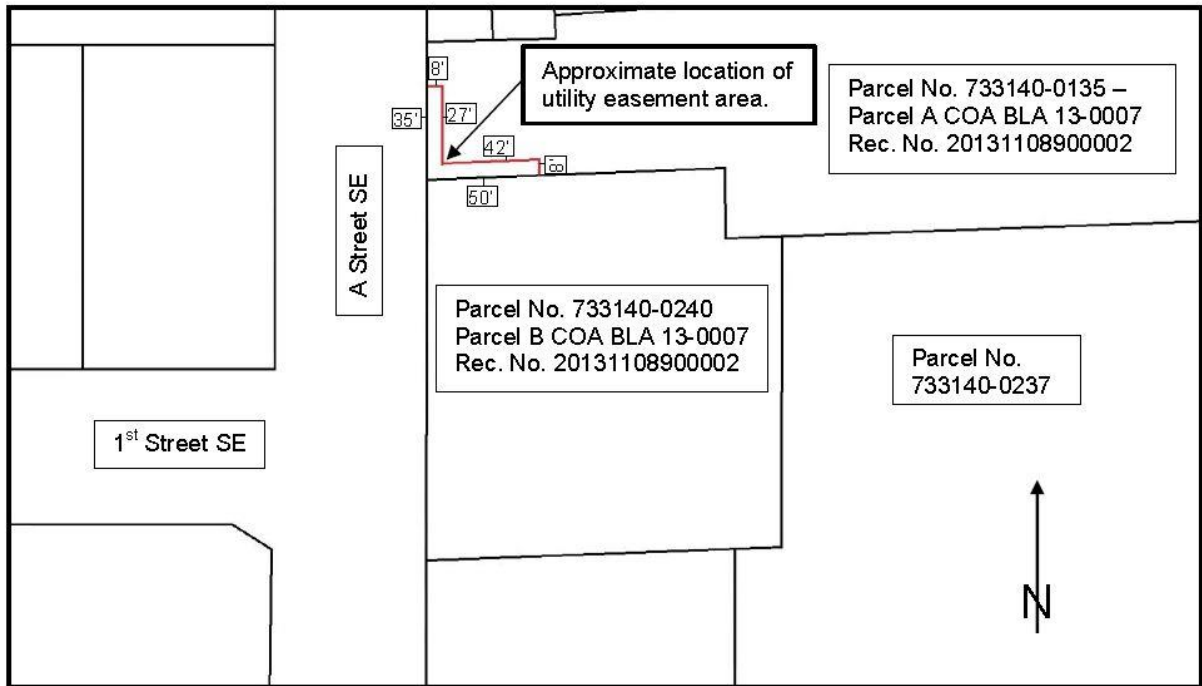 8'
Approximate location of
utility easement area.
Parcel No. 733140-0135 –
Parcel A COA BLA 13-0007
Rec. No. 20131108900002
35'
27'
42'
8'
50'
A Street SE
Parcel No. 733140-0240
Parcel B COA BLA 13-0007
Rec. No. 20131108900002
Parcel No.
733140-0237
1st Street SE
N